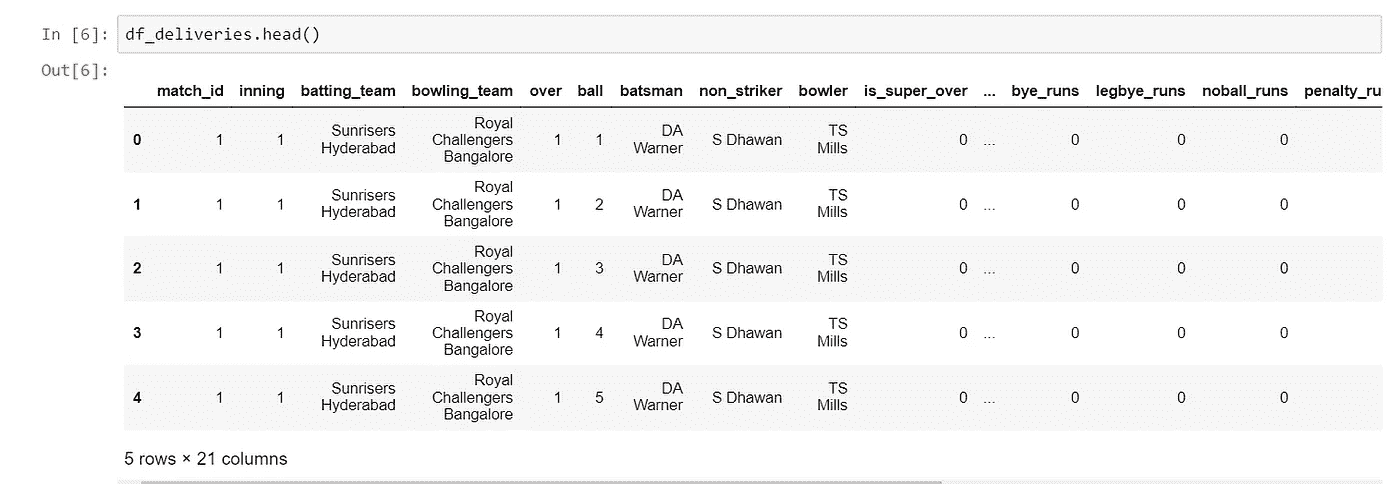 In [6]: df_deliveries.head()
Out[6]:
match_id inning batting_team bowling_team over ball batsman non_striker bowler is_super_over ... bye_runs legbye_runs noball_runs penalty_ru
0 1 1 Sunrisers Hyderabad Royal Challengers Bangalore 1 1 DA Warner S Dhawan TS Mills 0 ... 0 0 0
1 1 1 Sunrisers Hyderabad Royal Challengers Bangalore 1 2 DA Warner S Dhawan TS Mills 0 ... 0 0 0
2 1 1 Sunrisers Hyderabad Royal Challengers Bangalore 1 3 DA Warner S Dhawan TS Mills 0 ... 0 0 0
3 1 1 Sunrisers Hyderabad Royal Challengers Bangalore 1 4 DA Warner S Dhawan TS Mills 0 ... 0 0 0
4 1 1 Sunrisers Hyderabad Royal Challengers Bangalore 1 5 DA Warner S Dhawan TS Mills 0 ... 0 0 0
5 rows × 21 columns